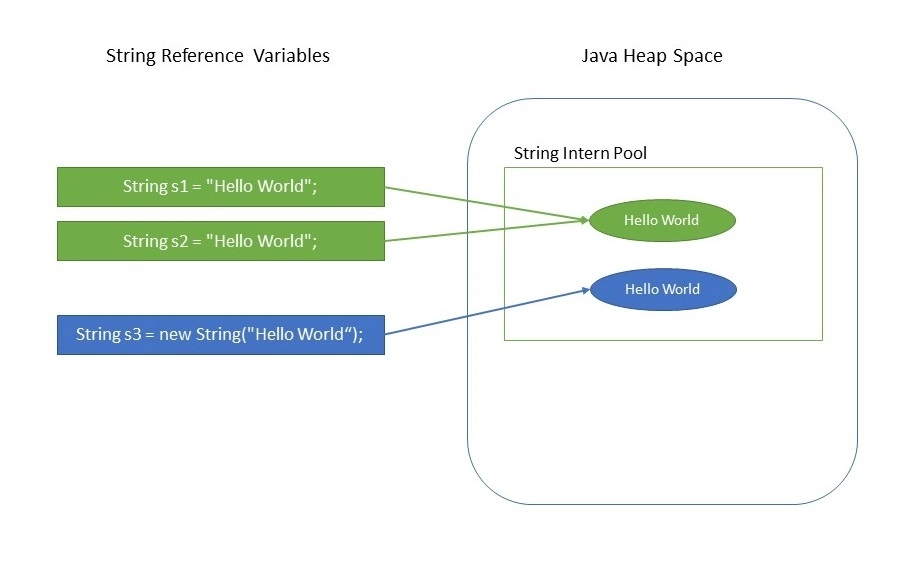 String Reference Variables
Java Heap Space
String Intern Pool
String s1 = "Hello World";
Hello World
String s2 = "Hello World";
Hello World
String s3 = new String("Hello World“);